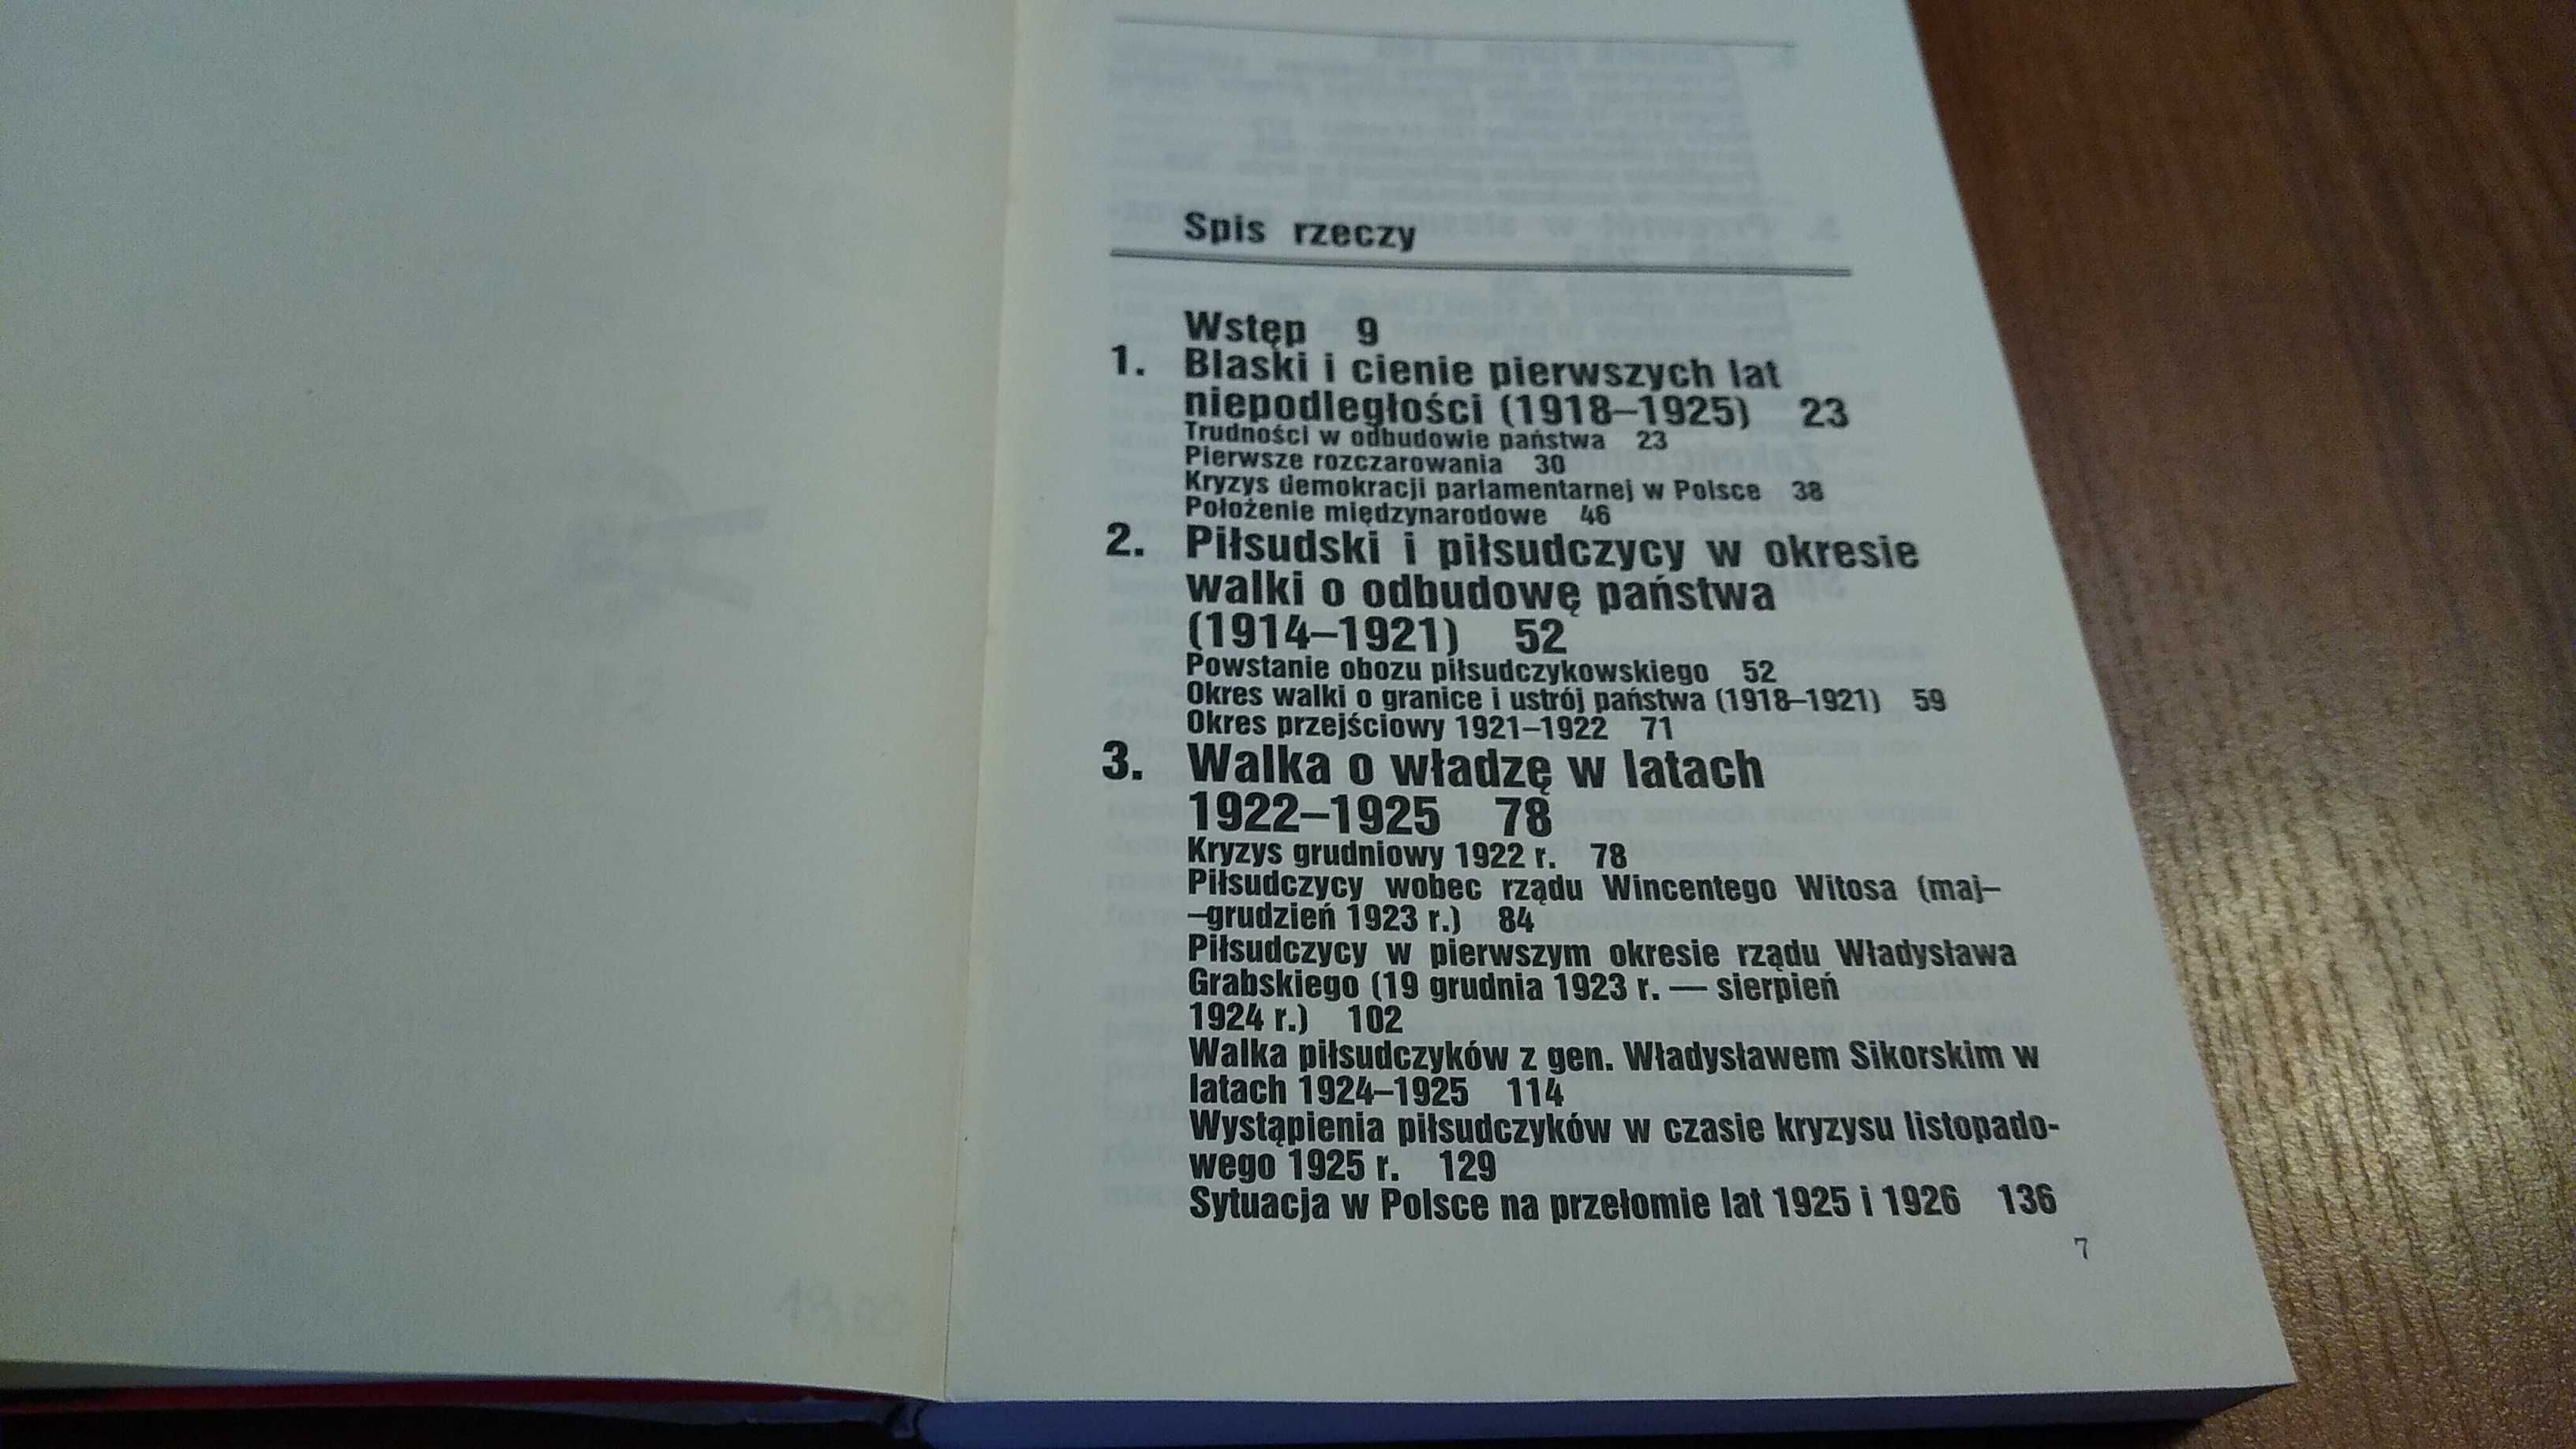 Spis rzeczy
Wstęp 9
1. Blaski i cienie pierwszych lat
niepodległości (1918–1925) 23
Trudności w odbudowie państwa 23
Pierwsze rozczarowania 30
Kryzys demokracji parlamentarnej w Polsce 38
Położenie międzynarodowe 46
2. Piłsudski i piłsudczycy w okresie
walki o odbudowę państwa
(1914–1921) 52
Powstanie obozu piłsudczykowskiego 52
Okres walki o granice i ustrój państwa (1918–1921) 59
Okres przejściowy 1921–1922 71
3. Walka o władzę w latach
1922–1925 78
Kryzys grudniowy 1922 r. 78
Piłsudczycy wobec rządu Wincentego Witosa (maj–
–grudzień 1923 r.) 84
Piłsudczycy w pierwszym okresie rządu Władysława
Grabskiego (19 grudnia 1923 r. — sierpień
1924 r.) 102
Walka piłsudczyków z gen. Władysławem Sikorskim w
latach 1924–1925 114
Wystąpienia piłsudczyków w czasie kryzysu listopado-
wego 1925 r. 129
Sytuacja w Polsce na przełomie lat 1925 i 1926 136
7